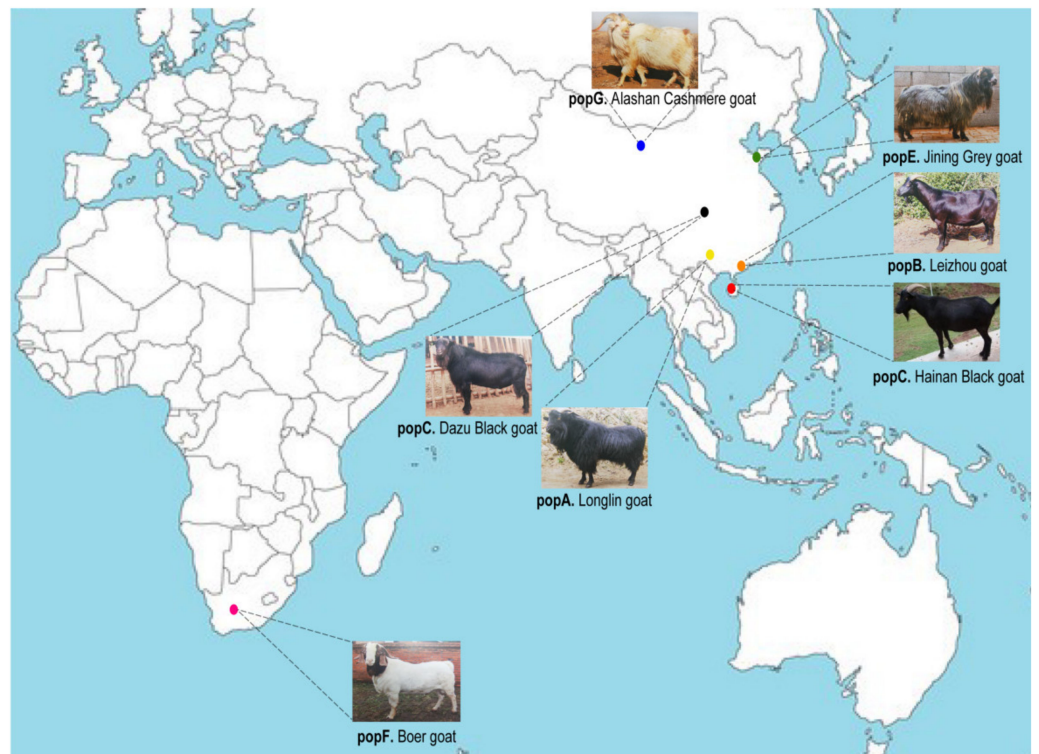 popG. Alashan Cashmere goat
popE. Jining Grey goat
popB. Leizhou goat
popC. Hainan Black goat
popC. Dazu Black goat
popA. Longlin goat
popF. Boer goat